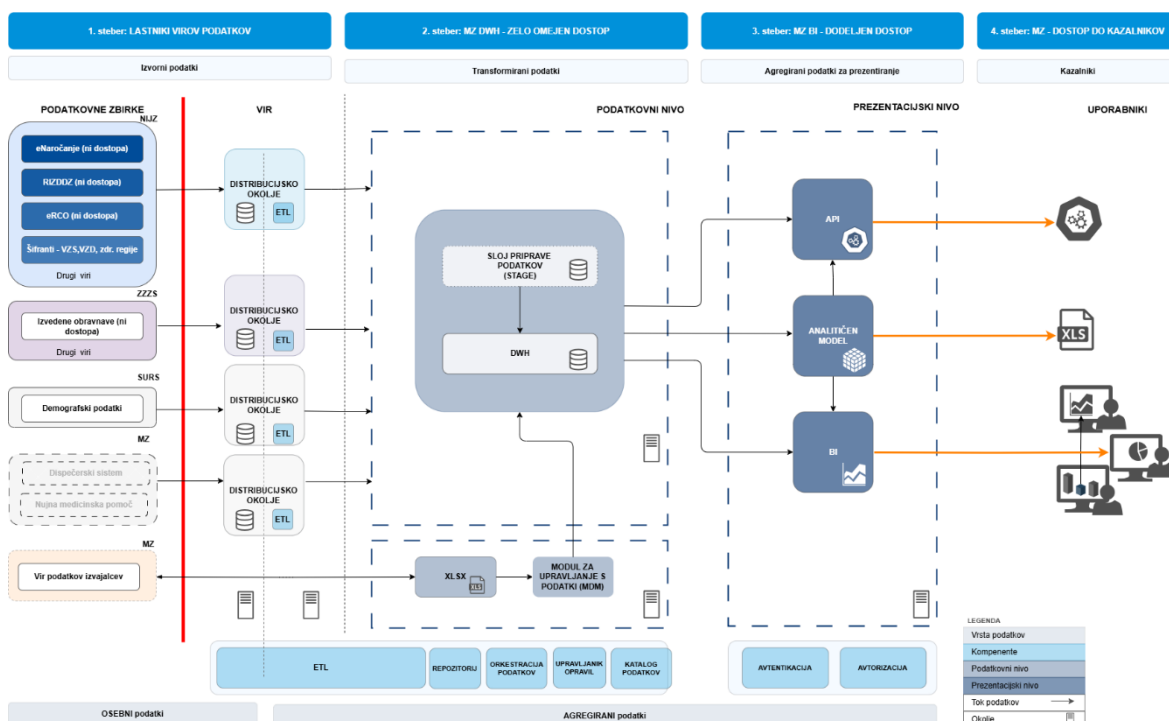 1. steber: LASTNIKI VIROV PODATKOV
2. steber: MZ DWH - ZELO OMEJEN DOSTOP
3. steber: MZ BI - DODELJEN DOSTOP
4. steber: MZ - DOSTOP DO KAZALNIKOV
Izvorni podatki
Transformirani podatki
Agregirani podatki za prezentiranje
Kazalniki
PODATKOVNE ZBIRKE
VIR
PODATKOVNI NIVO
PREZENTACIJSKI NIVO
UPORABNIKI
NIJZ
eNaročanje (ni dostopa)
RIZDDZ (ni dostopa)
eRCO (ni dostopa)
Šifranti - VZS,VZD, zdr. regije
Drugi viri
DISTRIBUCIJSKO
OKOLJE
ETL
ZZZS
Izvedene obravnave (ni
dostopa)
Drugi viri
DISTRIBUCIJSKO
OKOLJE
ETL
SURS
Demografski podatki
DISTRIBUCIJSKO
OKOLJE
ETL
MZ
Dispečerski sistem
Nujna medicinska pomoč
DISTRIBUCIJSKO
OKOLJE
ETL
MZ
Vir podatkov izvajalcev
SLOJ PRIPRAVE
PODATKOV
(STAGE)
DWH
XLSX
XLS
MODUL ZA
UPRAVLJANJE S
PODATKI (MDM)
API
ANALITIČEN
MODEL
BI
XLS
ETL
REPOZITORIJ
ORKESTRACIJA
PODATKOV
UPRAVLJANIK
OPRAVIL
KATALOG
PODATKOV
AVTENTIKACIJA
AVTORIZACIJA
OSEBNI podatki
AGREGIRANI podatki
LEGENDA
Vrsta podatkov
Kompenente
Podatkovni nivo
Prezentacijski nivo
Tok podatkov
Okolje